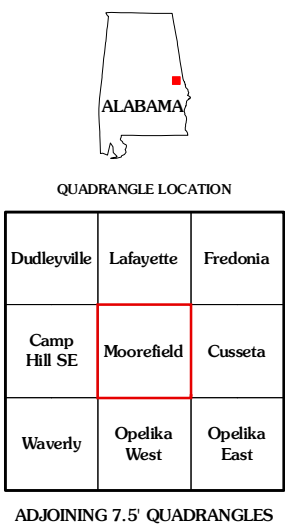 ALABAMA
QUADRANGLE LOCATION
Dudleyville Lafayette Fredonia
Camp
Hill SE
Moorefield
Cusseta
Waverly
Opelika
West
Opelika
East
ADJOINING 7.5' QUADRANGLES